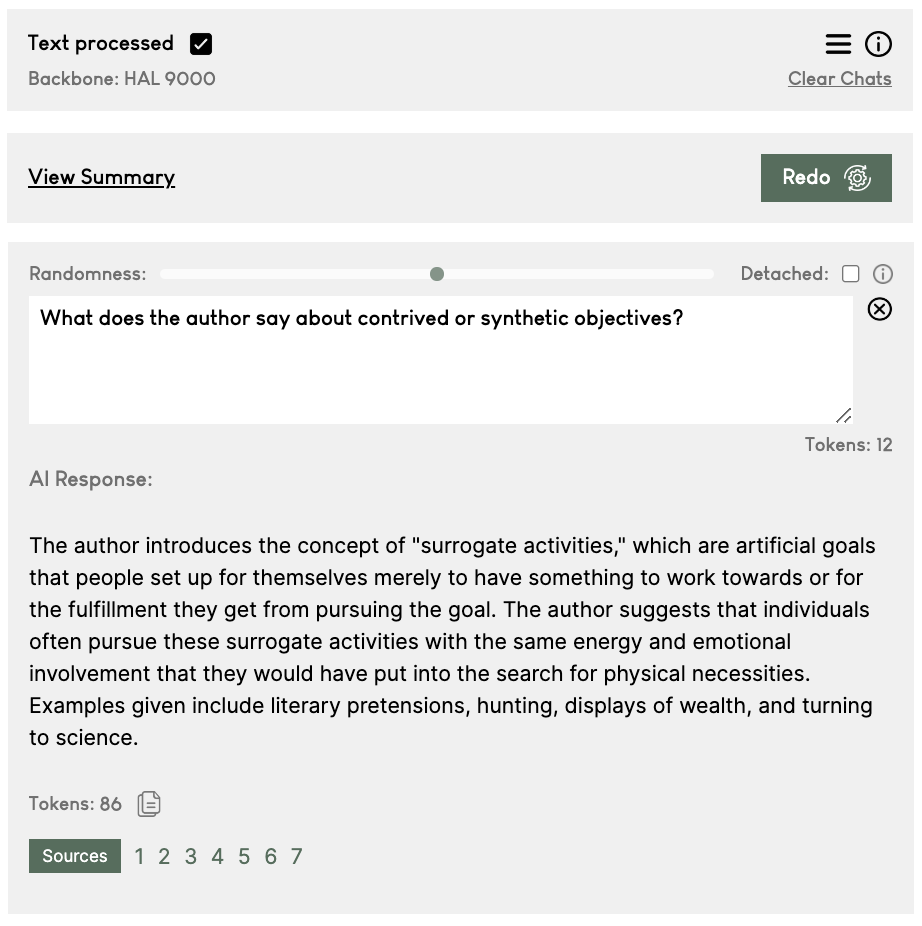 Text processed
Backbone: HAL 9000
Clear Chats
View Summary
Redo
Randomness:
Detached:
What does the author say about contrived or synthetic objectives?
Tokens: 12
AI Response:
The author introduces the concept of "surrogate activities," which are artificial goals
that people set up for themselves merely to have something to work towards or for
the fulfillment they get from pursuing the goal. The author suggests that individuals
often pursue these surrogate activities with the same energy and emotional
involvement that they would have put into the search for physical necessities.
Examples given include literary pretensions, hunting, displays of wealth, and turning
to science.
Tokens: 86
Sources 1 2 3 4 5 6 7